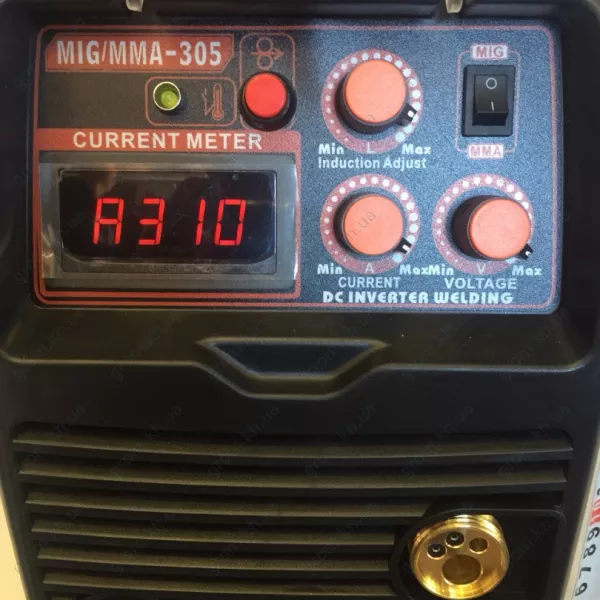 MIG/MMA-305
MIG
MMA
CURRENT METER
A310
Min L Max
Induction Adjust
Min A Max
CURRENT
Min V Max
VOLTAGE
DC INVERTER WELDING